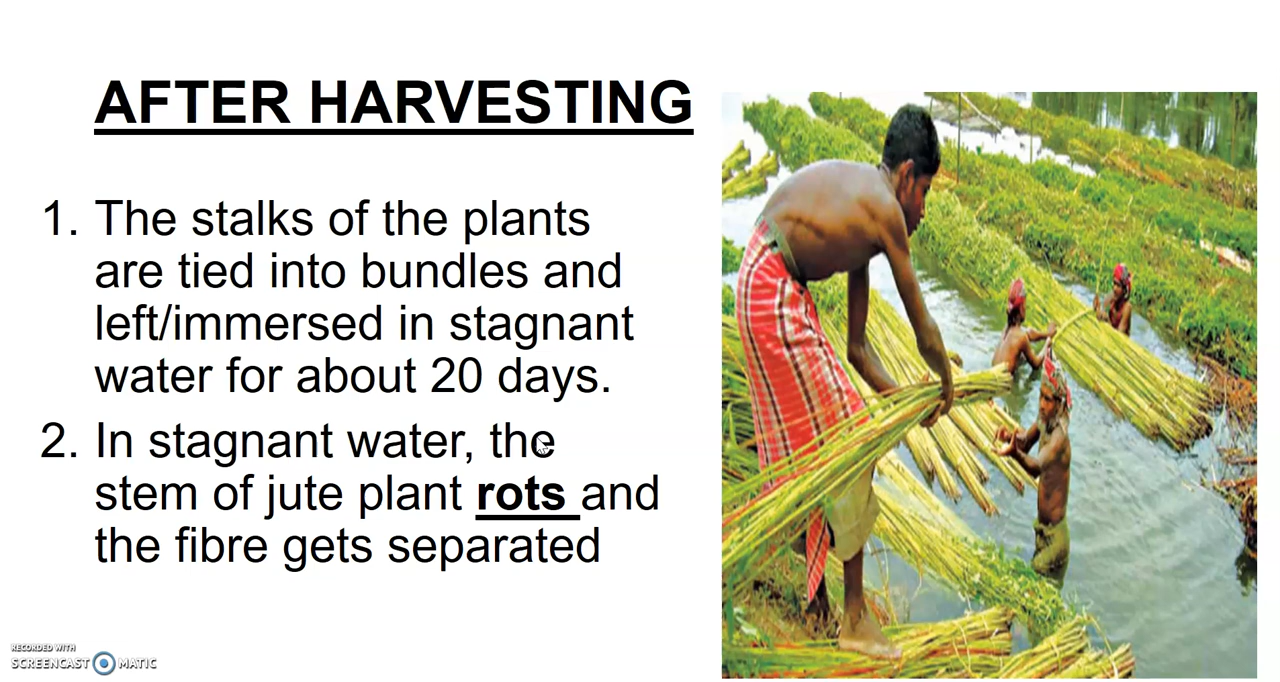 AFTER HARVESTING
1. The stalks of the plants
are tied into bundles and
left/immersed in stagnant
water for about 20 days.
2. In stagnant water, the
stem of jute plant rots and
the fibre gets separated
RECORDED WITH
SCREENCAST MATIC